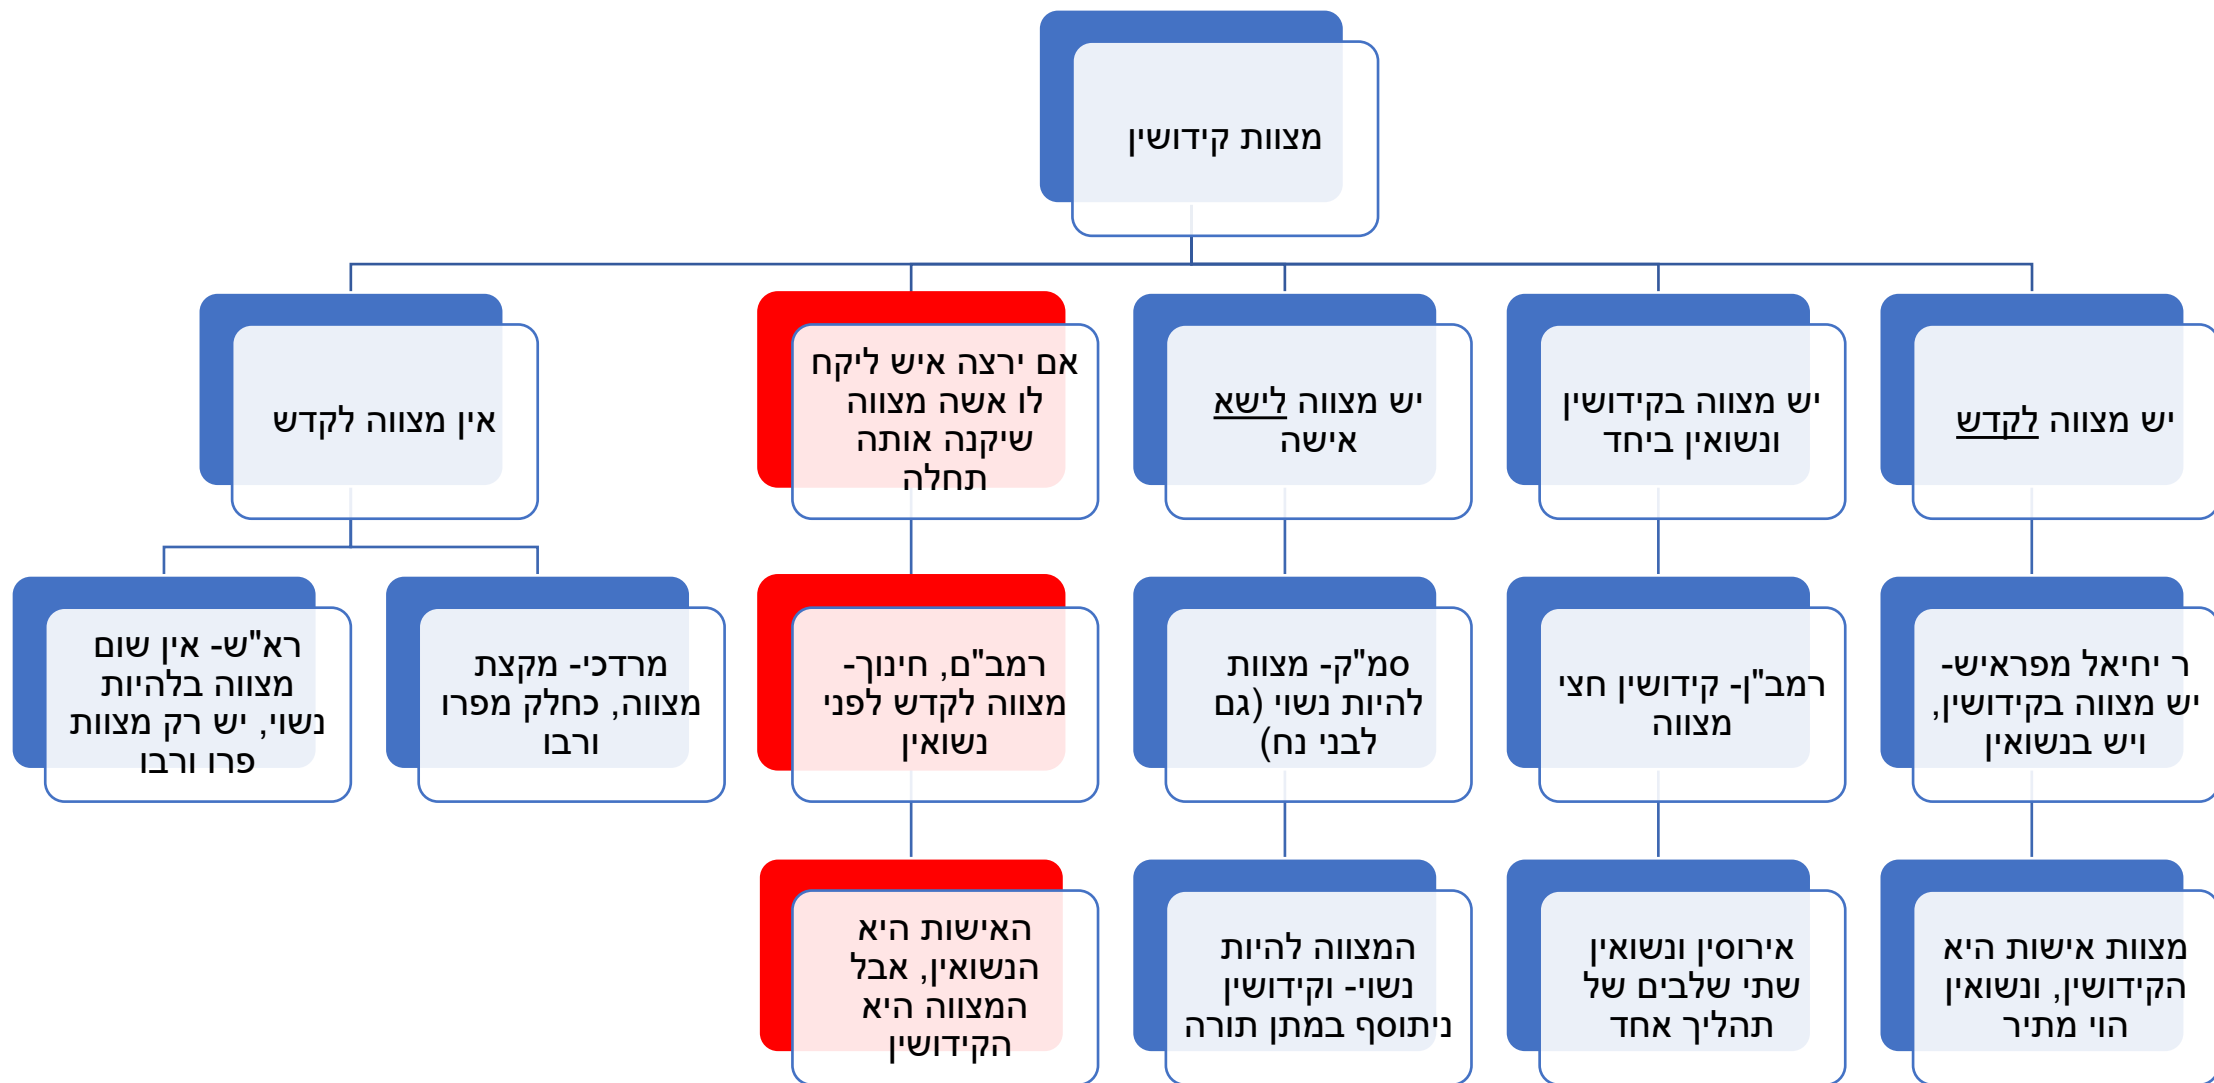 מצוות קידושין
יש מצווה לקדש
יש מצווה בקידושין
ונשואין ביחד
יש מצווה לישא
אישה
אם ירצה איש ליקח
לו אשה מצווה
שיקנה אותה
תחלה
אין מצווה לקדש
ר יחיאל מפראיש-
יש מצווה בקידושין,
ויש בנשואין
רמב"ן- קידושין חצי
מצווה
סמ"ק- מצוות
להיות נשוי (גם
לבני נח)
רמב"ם, חינוך-
מצווה לקדש לפני
נשואין
מרדכי- מקצת
מצווה, כחלק מפרו
ורבו
רא"ש- אין שום
מצווה בלהיות
נשוי, יש רק מצוות
פרו ורבו
מצוות אישות היא
הקידושין, ונשואין
הוי מתיר
אירוסין ונשואין
שתי שלבים של
תהליך אחד
המצווה להיות
נשוי- וקידושין
ניתוסף במתן תורה
האישות היא
הנשואין, אבל
המצווה היא
הקידושין